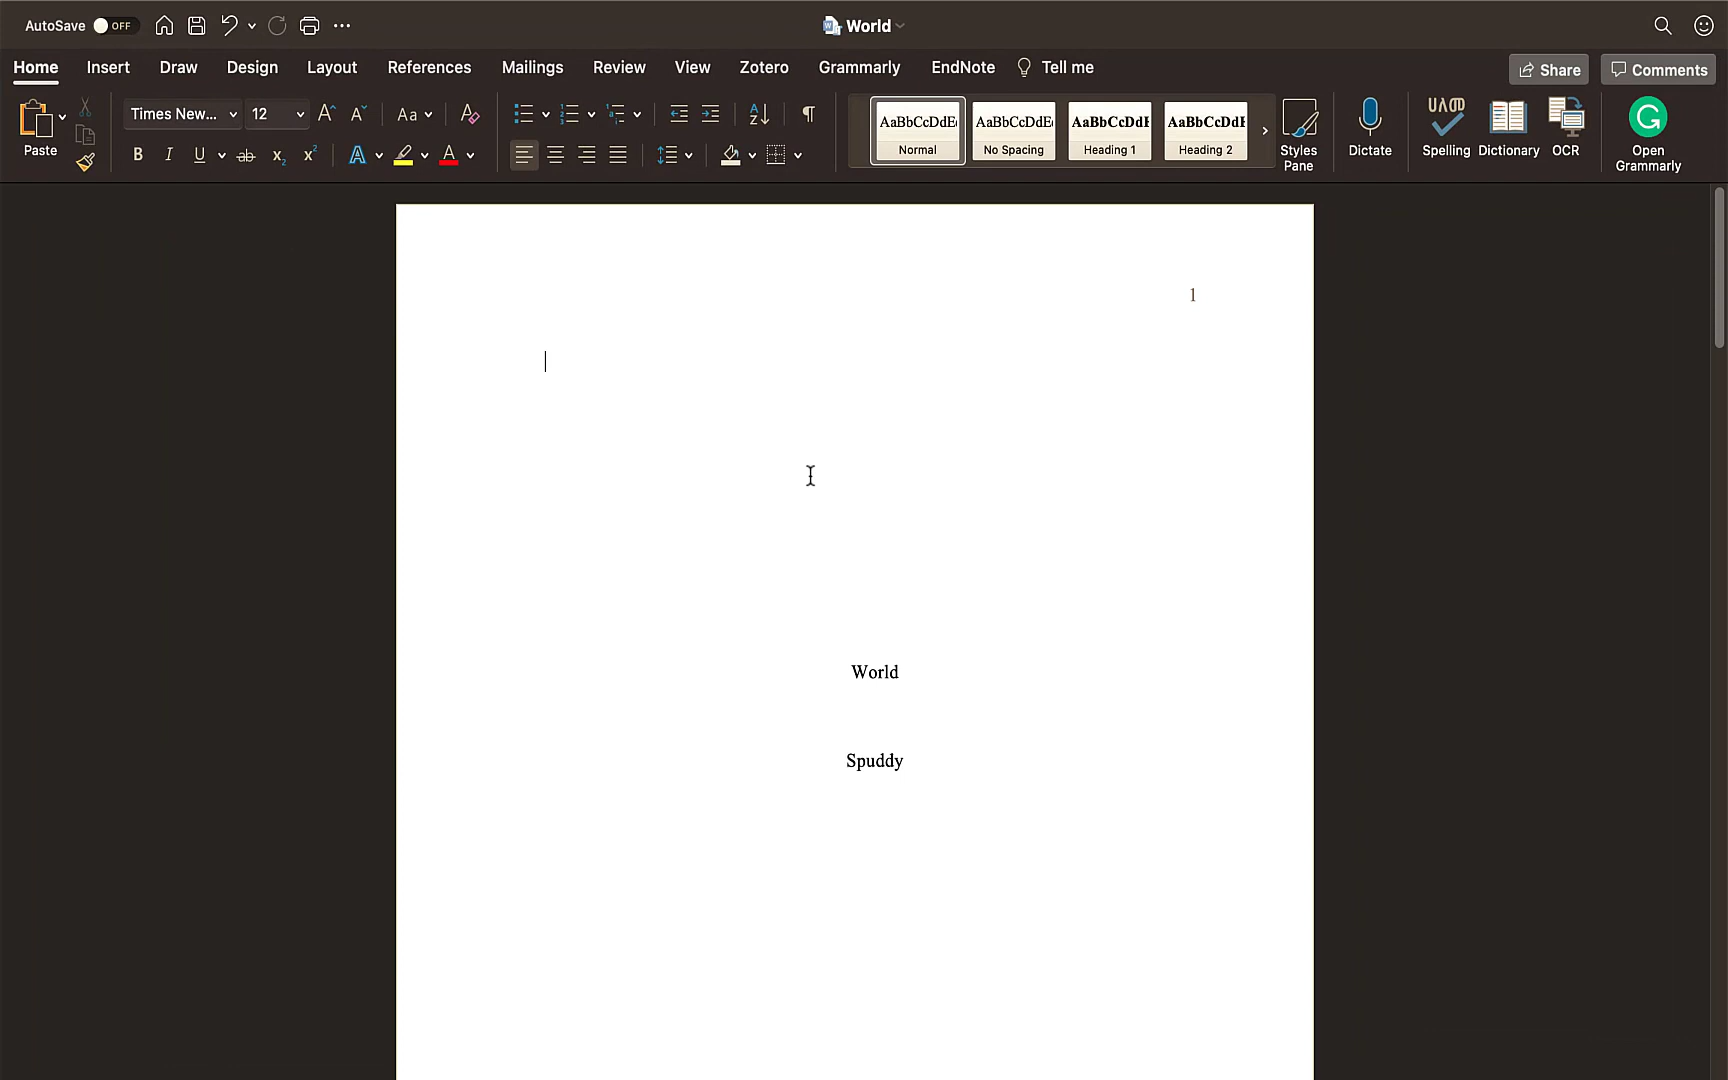 AutoSave OFF World
Home Insert Draw Design Layout References Mailings Review View Zotero Grammarly EndNote Tell me Share Comments
Paste Times New... 12 Aa
AaBbCcDdEe AaBbCcDdEe AaBbCcDdE AaBbCcDdE
Normal No Spacing Heading 1 Heading 2
Styles Pane Dictate Spelling Dictionary OCR Open Grammarly
1
World
Spuddy